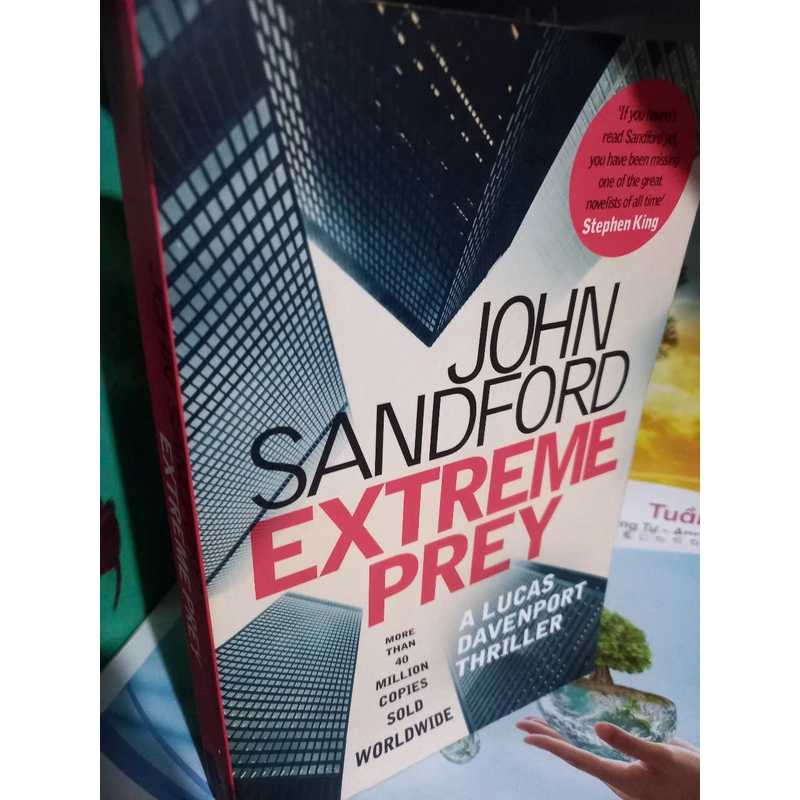 'If you haven't
read Sandford yet,
you have been missing
one of the great
novelists of all time'
Stephen King
JOHN
SANDFORD
EXTREME
PREY
A LUCAS
DAVENPORT
THRILLER
MORE
THAN
40
MILLION
COPIES
SOLD
WORLDWIDE
EXTREME PREY
Tuần